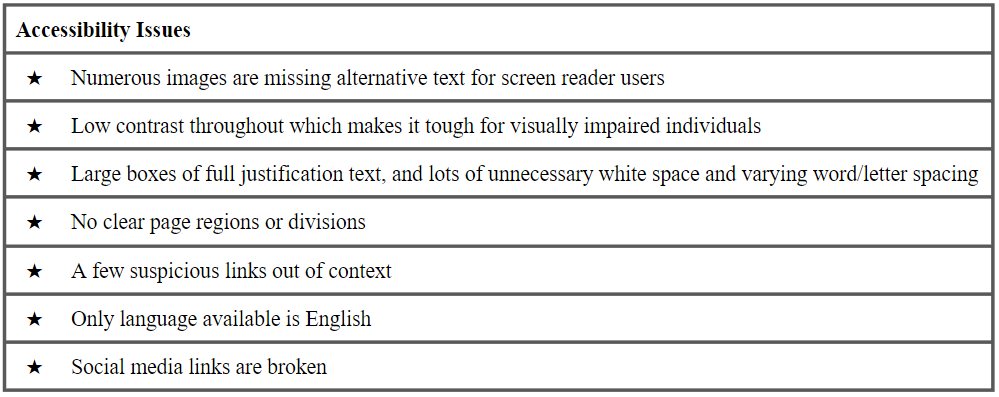 Accessibility Issues
★ Numerous images are missing alternative text for screen reader users
★ Low contrast throughout which makes it tough for visually impaired individuals
★ Large boxes of full justification text, and lots of unnecessary white space and varying word/letter spacing
★ No clear page regions or divisions
★ A few suspicious links out of context
★ Only language available is English
★ Social media links are broken